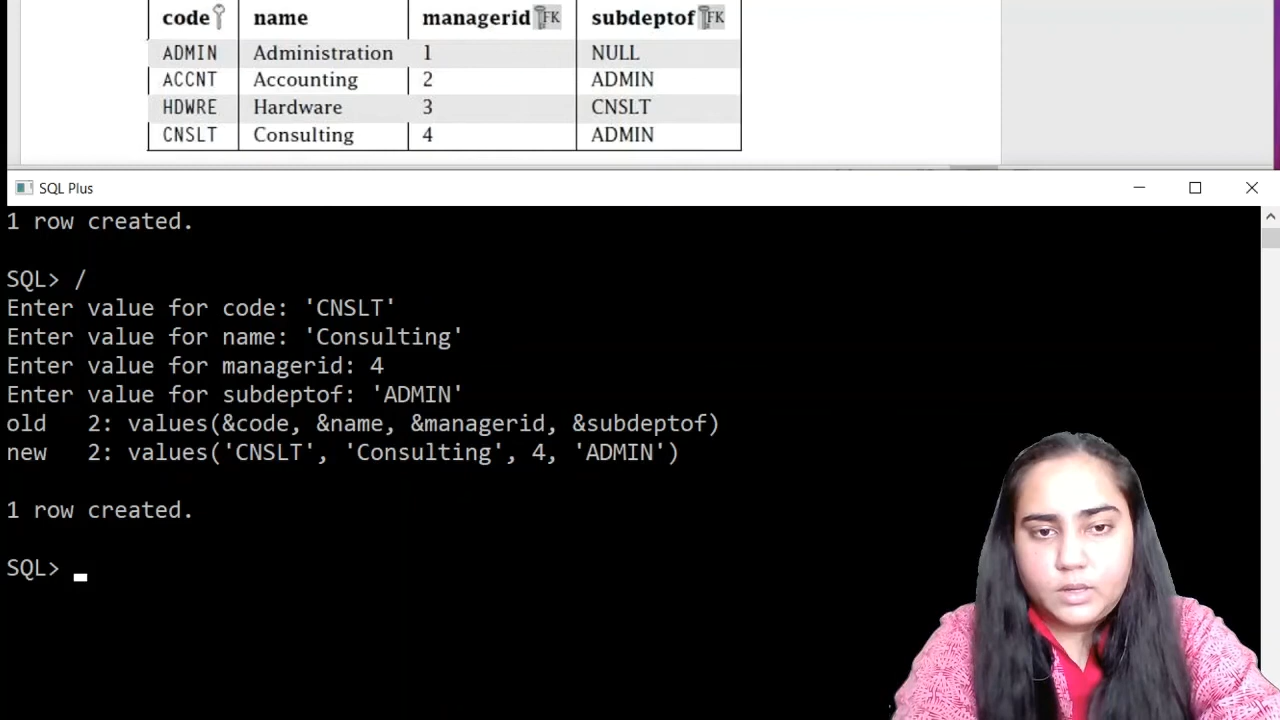 code name managerid FK subdeptof FK
ADMIN Administration 1 NULL
ACCNT Accounting 2 ADMIN
HDWRE Hardware 3 CNSLT
CNSLT Consulting 4 ADMIN
SQL Plus
1 row created.
SQL> /
Enter value for code: 'CNSLT'
Enter value for name: 'Consulting'
Enter value for managerid: 4
Enter value for subdeptof: 'ADMIN'
old 2: values(&code, &name, &managerid, &subdeptof)
new 2: values('CNSLT', 'Consulting', 4, 'ADMIN')
1 row created.
SQL>